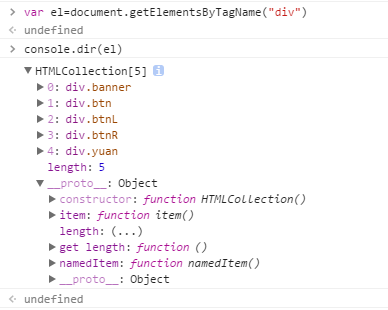 > var el=document.getElementsByTagName("div")
< undefined
> console.dir(el)
▼HTMLCollection[5] i
▶0: div.banner
▶1: div.btn
▶2: div.btnL
▶3: div.btnR
▶4: div.yuan
length: 5
▼__proto__: Object
▶constructor: function HTMLCollection()
▶item: function item()
length: (...)
▶get length: function ()
▶namedItem: function namedItem()
▶__proto__: Object
< undefined